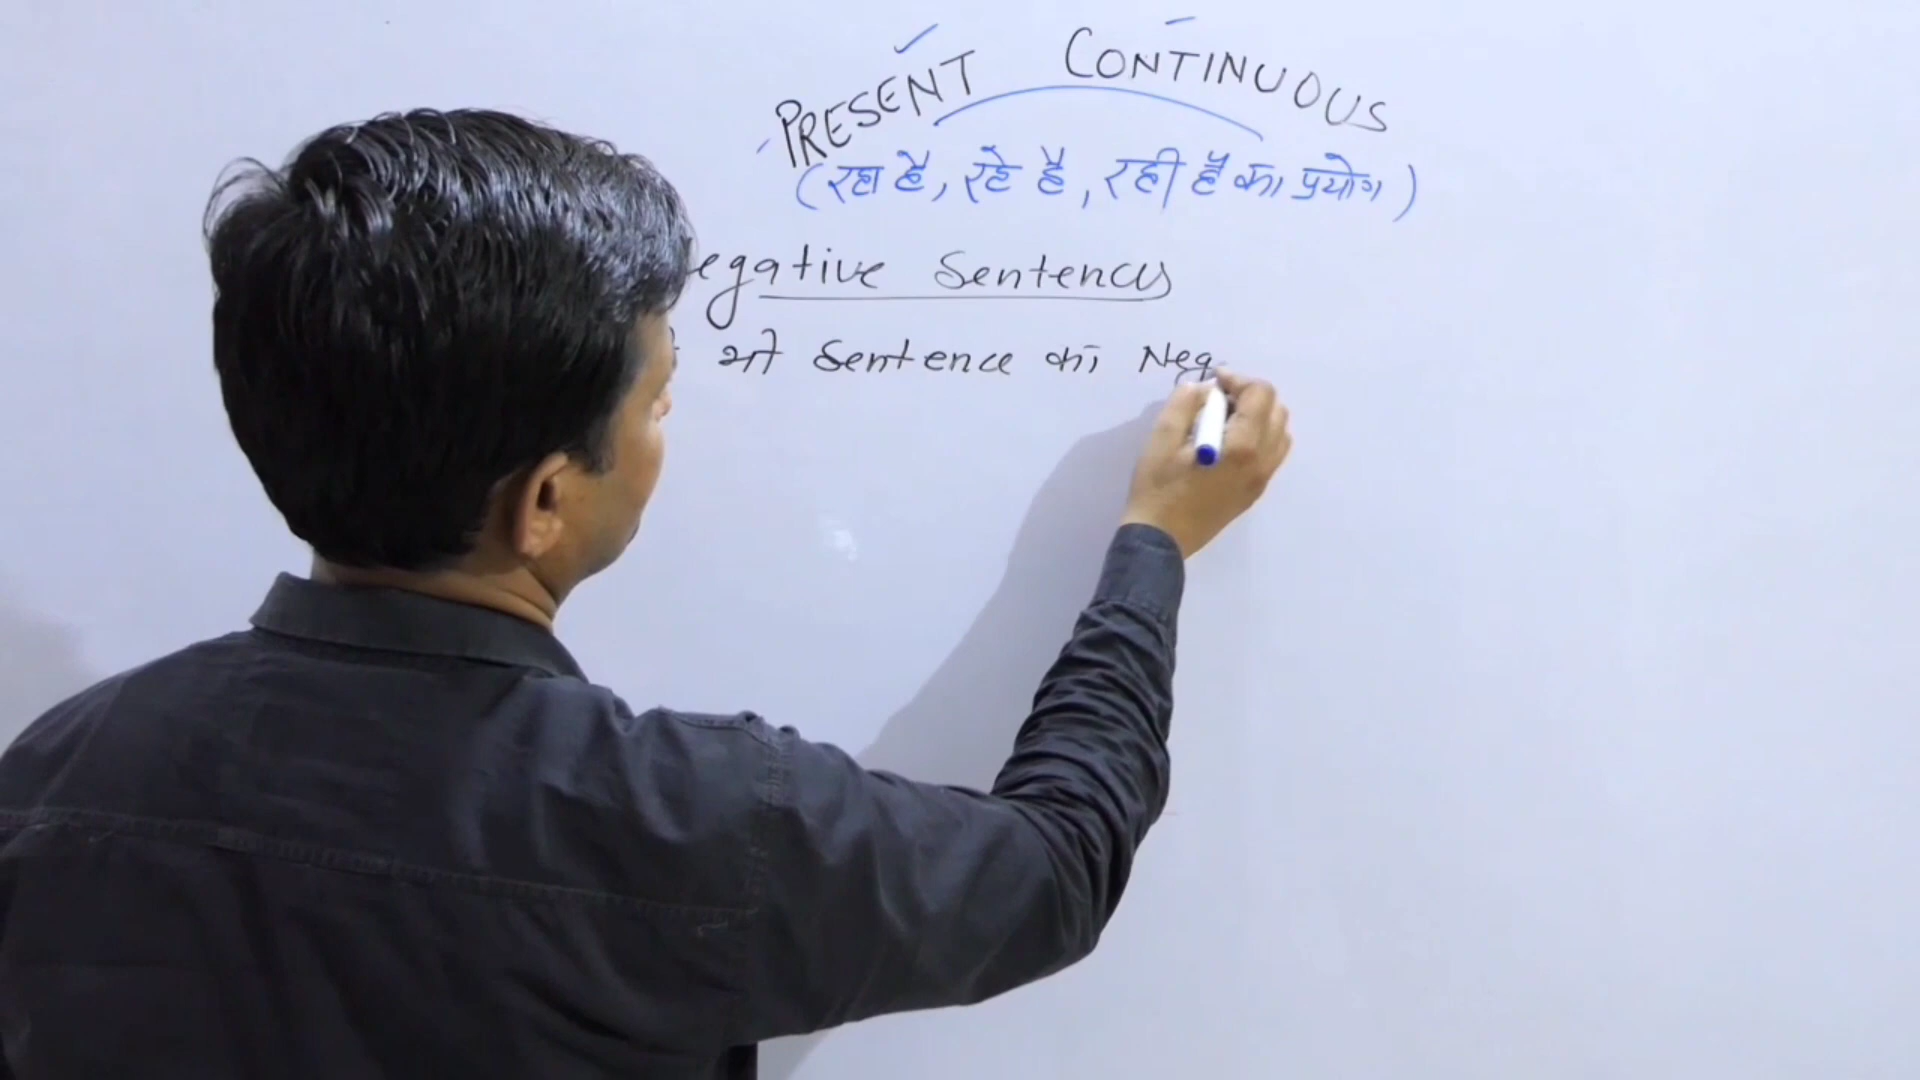 PRESENT CONTINUOUS
(रहा है, रहे हैं, रही हैं का प्रयोग)
egative Sentences
भी Sentence का Neg